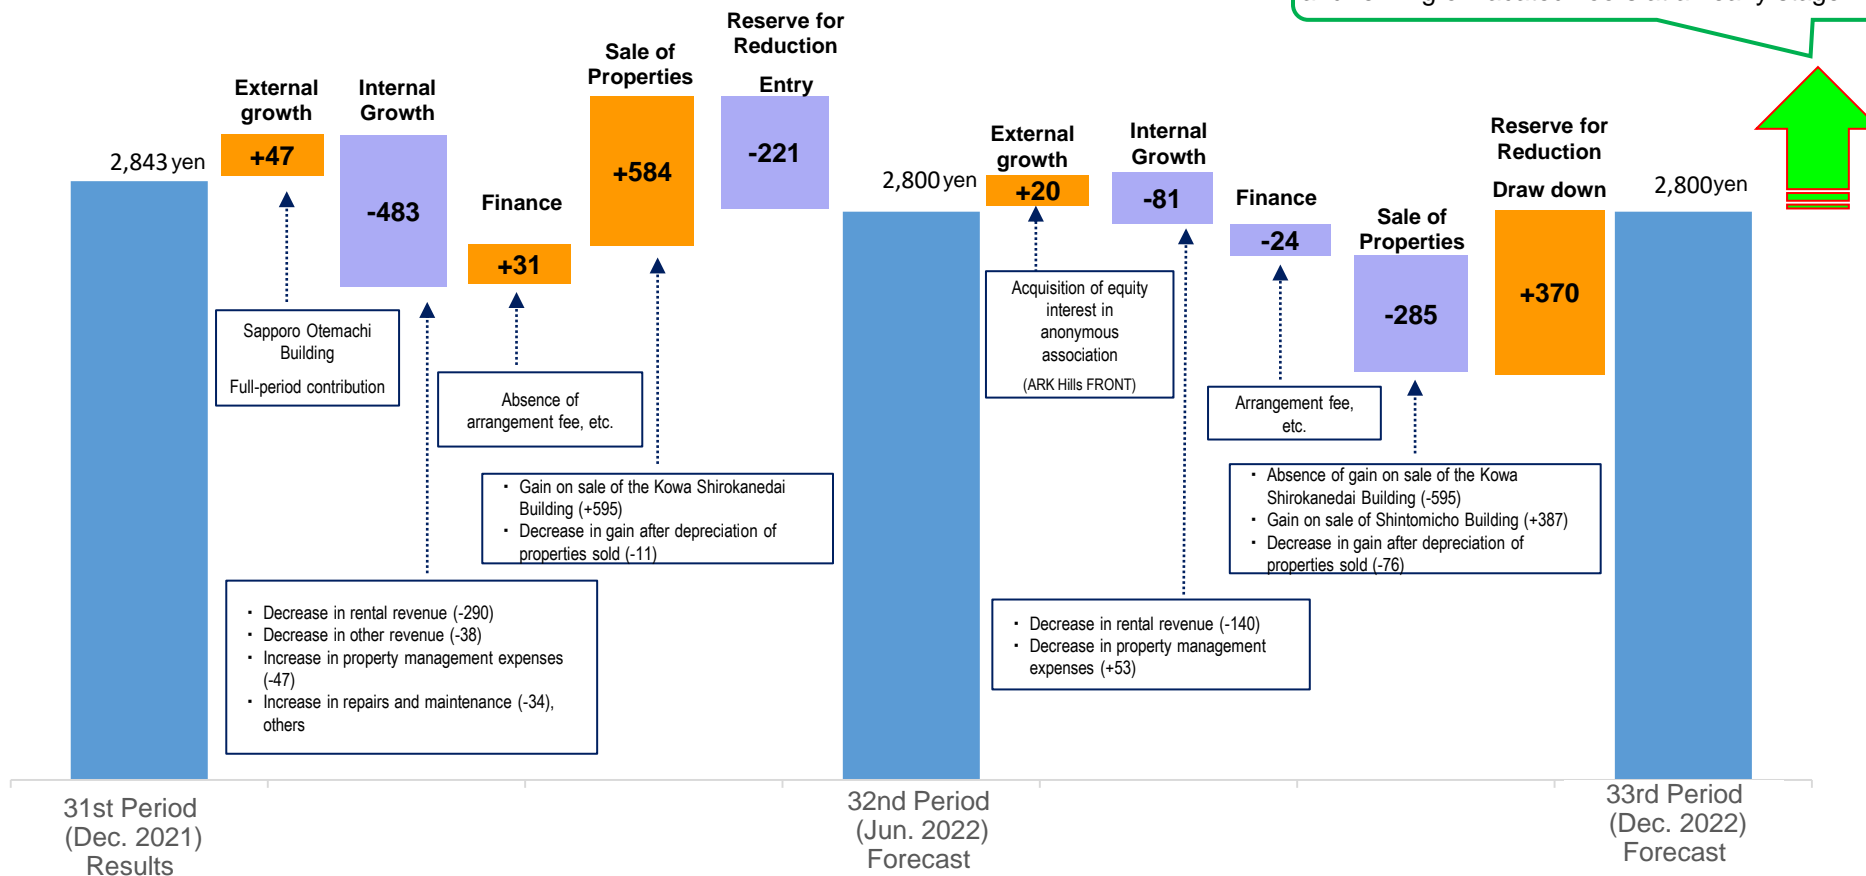 External
growth
+47
Internal
Growth
-483
Finance
+31
Sale of
Properties
+584
Reserve for
Reduction
Entry
-221
2,843 yen
2,800 yen
External
growth
+20
Internal
Growth
-81
Finance
-24
Sale of
Properties
-285
Reserve for
Reduction
Draw down
+370
2,800 yen
Sapporo Otemachi
Building
Full-period contribution
Absence of
arrangement fee, etc.
・ Gain on sale of the Kowa Shirokanedai
Building (+595)
・ Decrease in gain after depreciation of
properties sold (-11)
・ Decrease in rental revenue (-290)
・ Decrease in other revenue (-38)
・ Increase in property management expenses
(-47)
・ Increase in repairs and maintenance (-34),
others
Acquisition of equity
interest in
anonymous
association
(ARK Hills FRONT)
Arrangement fee,
etc.
・ Absence of gain on sale of the Kowa
Shirokanedai Building (-595)
・ Gain on sale of Shintomicho Building (+387)
・ Decrease in gain after depreciation of
properties sold (-76)
・ Decrease in rental revenue (-140)
・ Decrease in property management
expenses (+53)
31st Period
(Dec. 2021)
Results
32nd Period
(Jun. 2022)
Forecast
33rd Period
(Dec. 2022)
Forecast